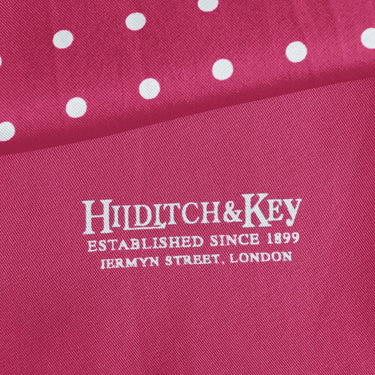 HILDITCH&KEY
ESTABLISHED SINCE 1899
JERMYN STREET, LONDON